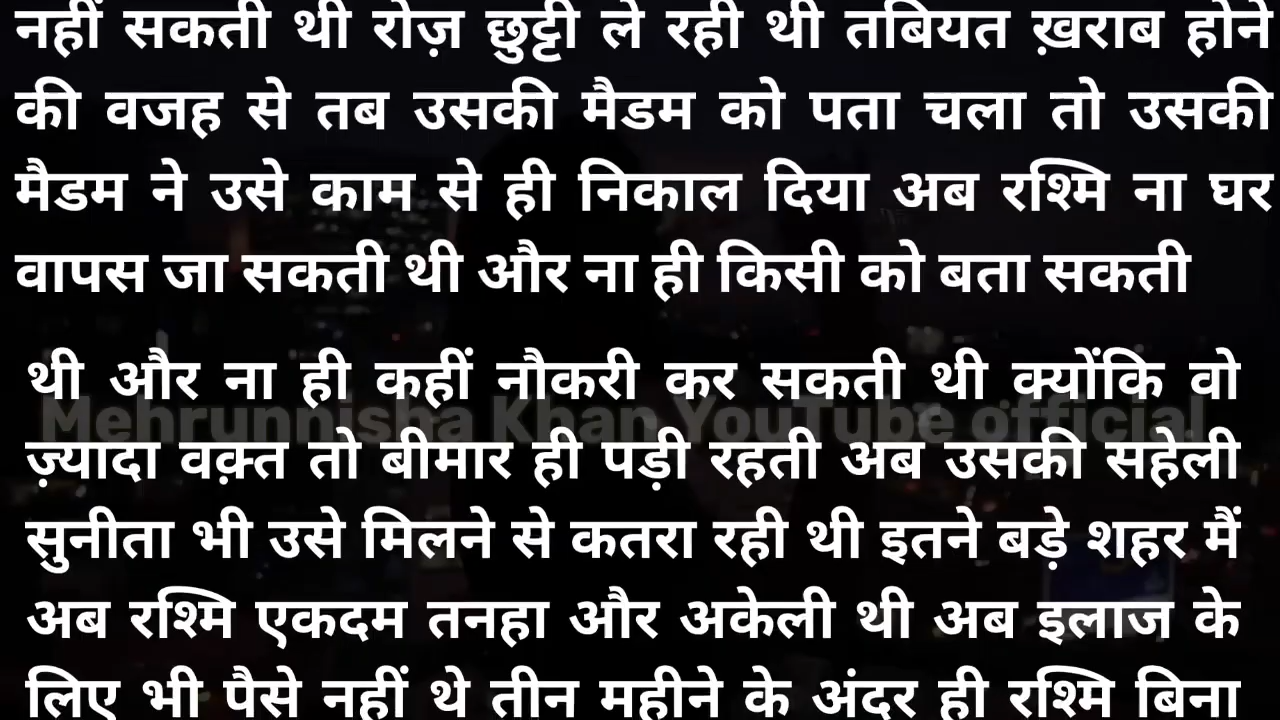 नहीं सकती थी रोज़ छुट्टी ले रही थी तबियत ख़राब होने
की वजह से तब उसकी मैडम को पता चला तो उसकी
मैडम ने उसे काम से ही निकाल दिया अब रश्मि ना घर
वापस जा सकती थी और ना ही किसी को बता सकती
थी और ना ही कहीं नौकरी कर सकती थी क्योंकि वो
Mehrunnisha Khan YouTube official
ज़्यादा वक़्त तो बीमार ही पड़ी रहती अब उसकी सहेली
सुनीता भी उसे मिलने से कतरा रही थी इतने बड़े शहर मैं
अब रश्मि एकदम तनहा और अकेली थी अब इलाज के
लिए भी पैसे नहीं थे तीन महीने के अंदर ही रश्मि बिना